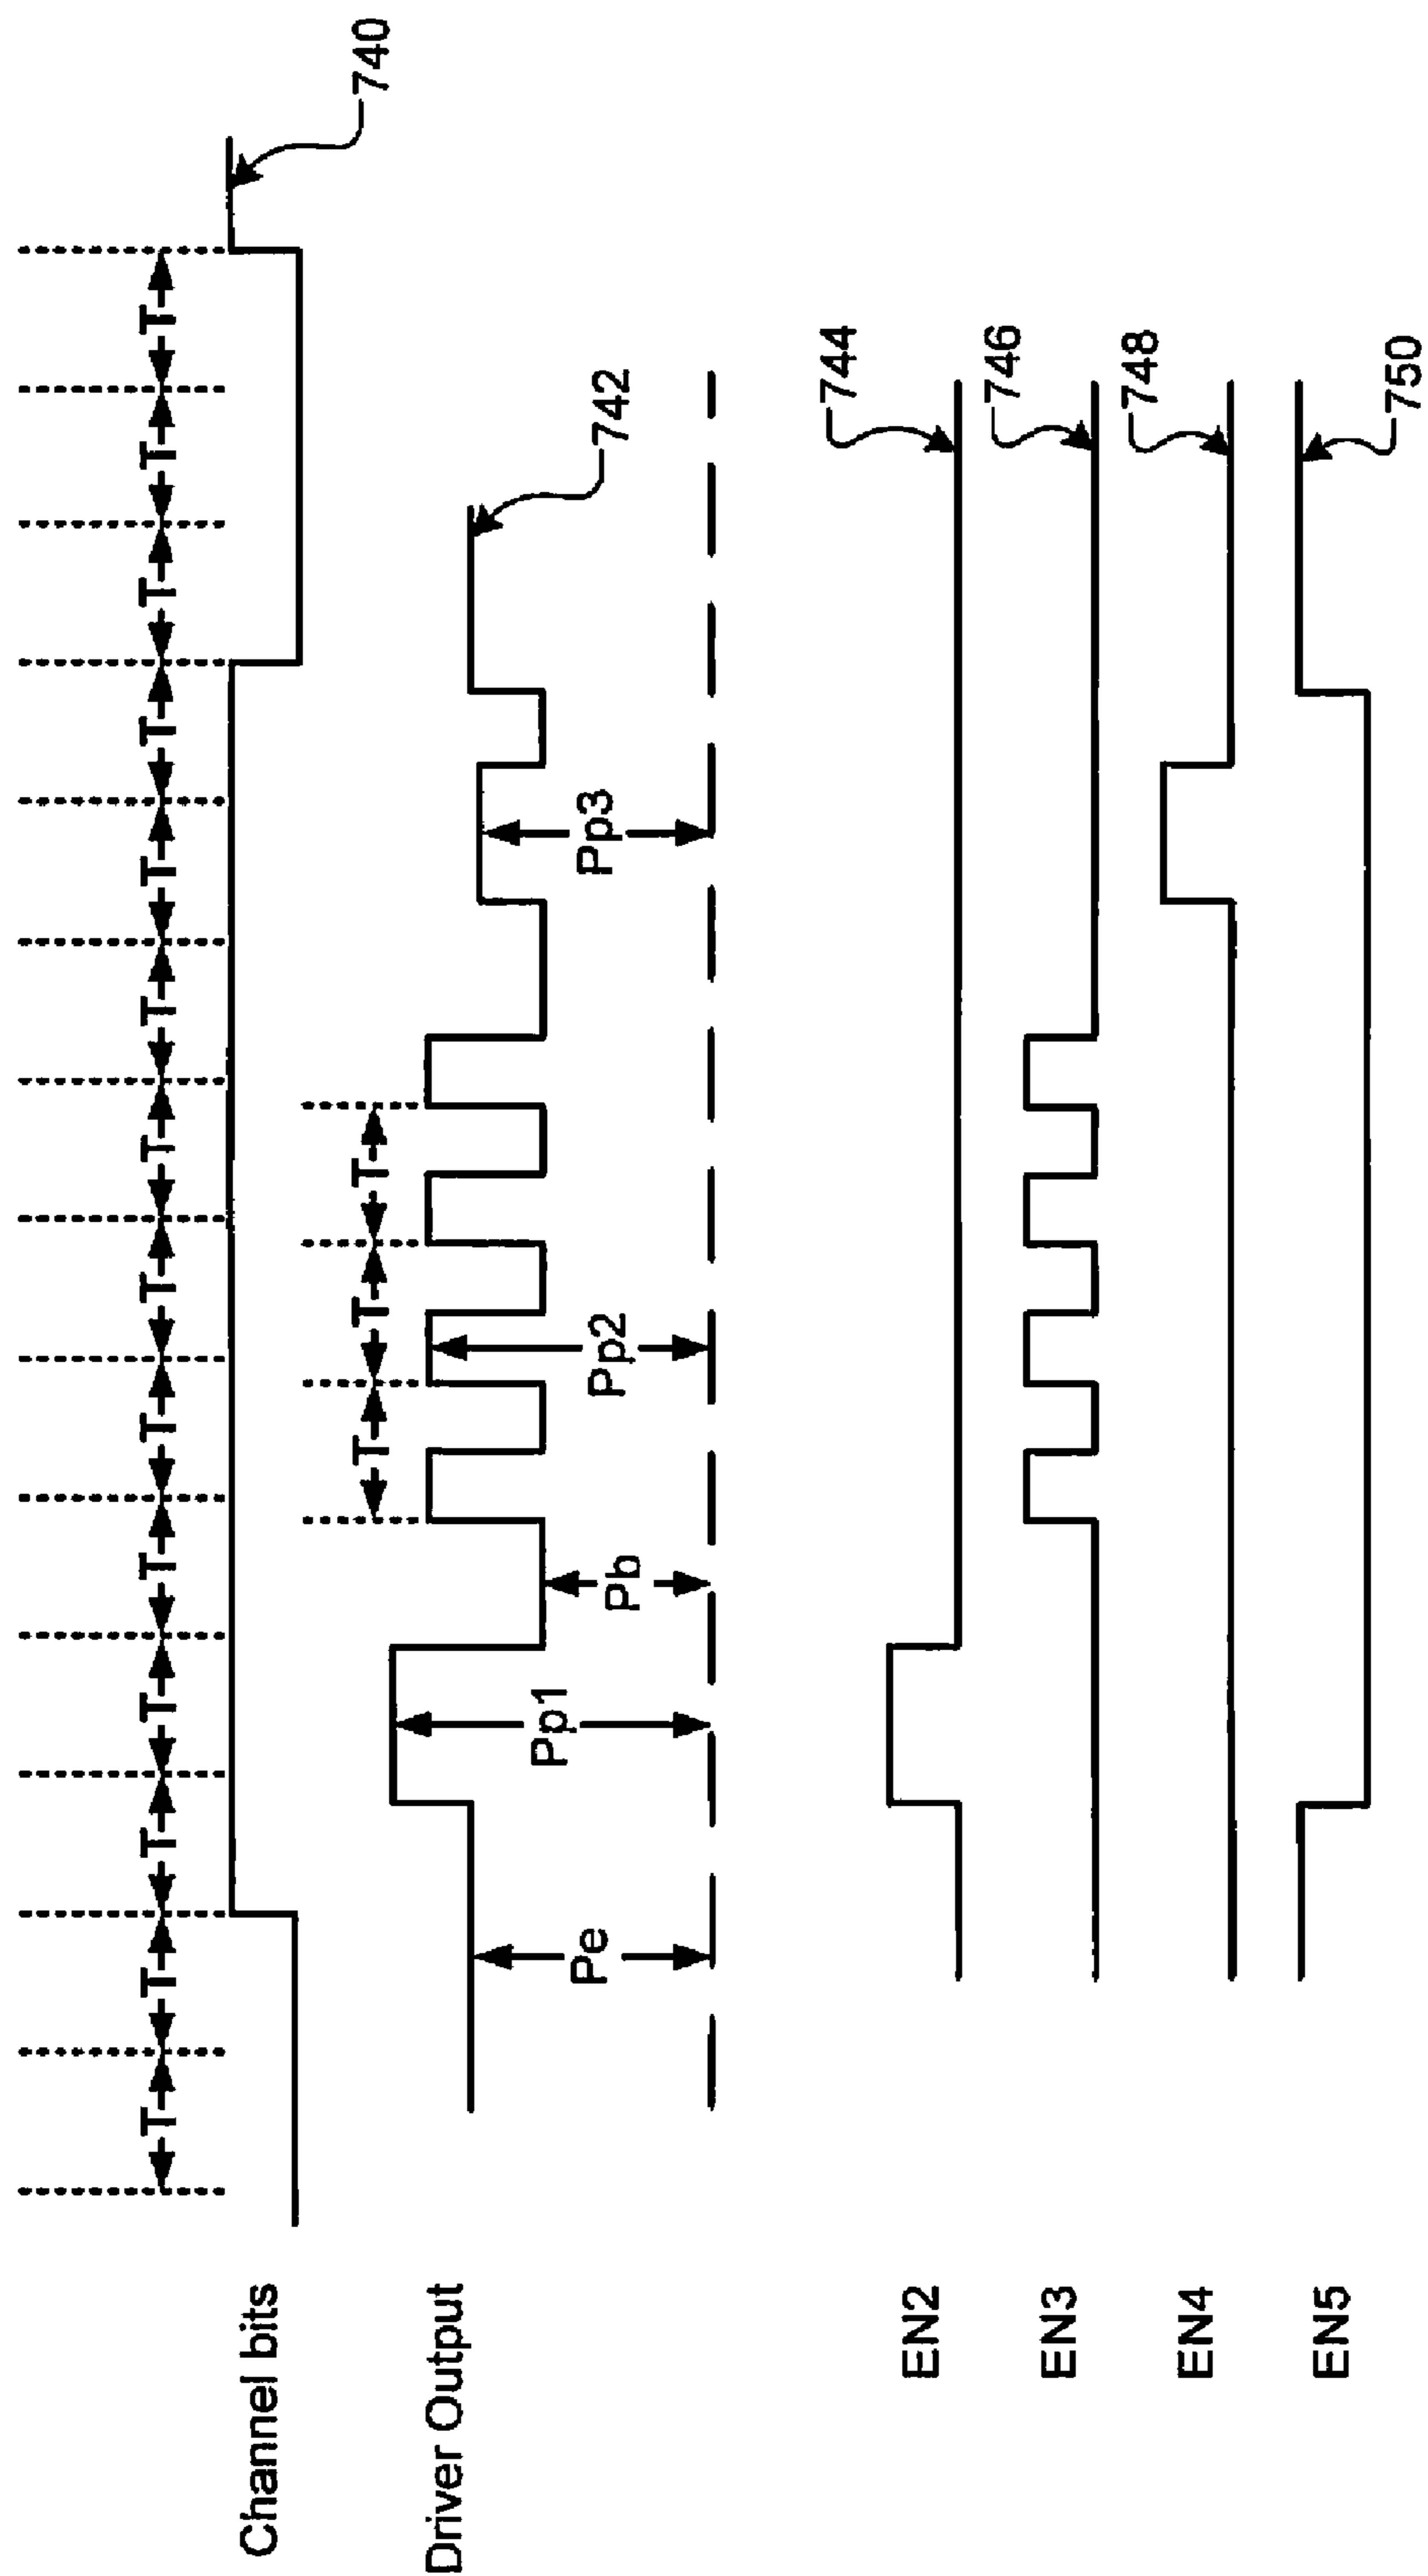 T T T T T T T T T T T T T T
Channel bits
740
T T T
Driver Output
742
Pe
Pp1
Pb
Pp2
Pp3
EN2
744
EN3
746
EN4
748
EN5
750